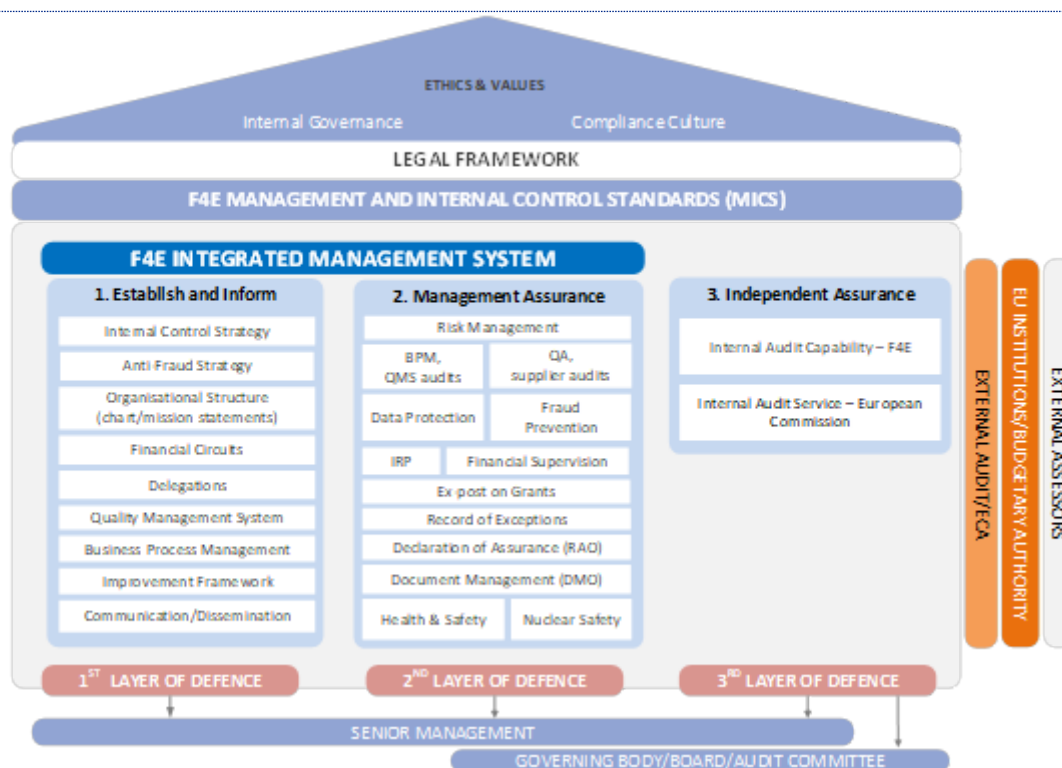 ETHICS & VALUES
Internal Governance
Compliance Culture
LEGAL FRAMEWORK
F4E MANAGEMENT AND INTERNAL CONTROL STANDARDS (MICS)
F4E INTEGRATED MANAGEMENT SYSTEM
1. Establish and Inform
Internal Control Strategy
Anti Fraud Strategy
Organisational Structure
(chart/mission statements)
Financial Circuits
Delegations
Quality Management System
Business Process Management
Improvement Framework
Communication/Dissemination
2. Management Assurance
Risk Management
BPM,
QMS audits
QA,
supplier audits
Data Protection
Fraud
Prevention
IRP
Financial Supervision
Ex post on Grants
Record of Exceptions
Declaration of Assurance (RAO)
Document Management (DMO)
Health & Safety
Nuclear Safety
3. Independent Assurance
Internal Audit Capability – F4E
Internal Audit Service – European
Commission
EXTERNAL AUDIT/ECA
EU INSTITUTIONS/BUDGETARY AUTHORITY
EXTERNAL ASSESSORS
1ST LAYER OF DEFENCE
2ND LAYER OF DEFENCE
3RD LAYER OF DEFENCE
SENIOR MANAGEMENT
GOVERNING BODY/BOARD/AUDIT COMMITTEE